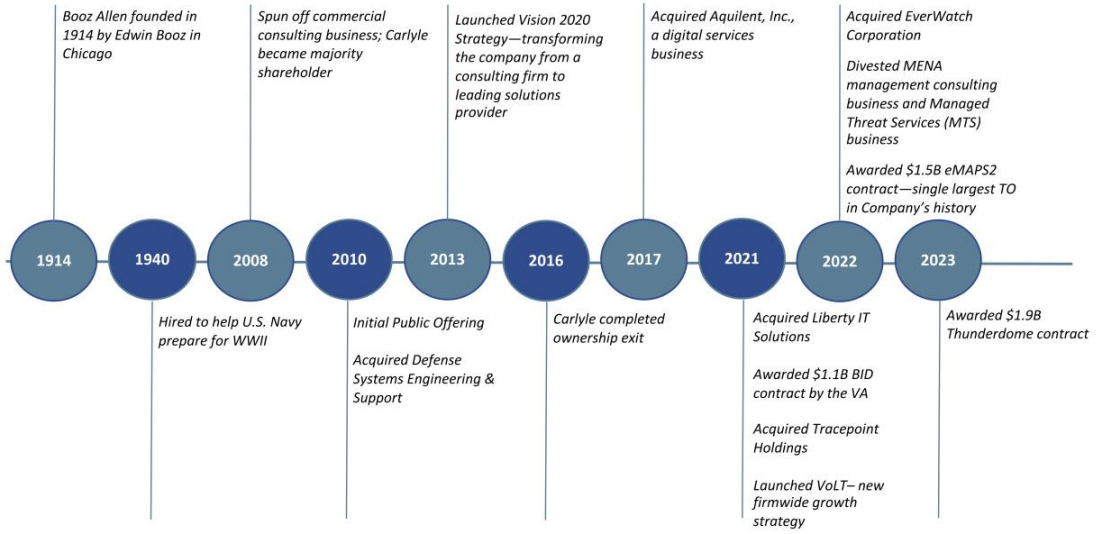 Booz Allen founded in
1914 by Edwin Booz in
Chicago
Spun off commercial
consulting business; Carlyle
became majority
shareholder
Launched Vision 2020
Strategy—transforming
the company from a
consulting firm to
leading solutions
provider
Acquired Aquilent, Inc.,
a digital services
business
Acquired EverWatch
Corporation
Divested MENA
management consulting
business and Managed
Threat Services (MTS)
business
Awarded $1.5B eMAPS2
contract—single largest TO
in Company's history
1914
1940
2008
2010
2013
2016
2017
2021
2022
2023
Hired to help U.S. Navy
prepare for WWII
Initial Public Offering
Acquired Defense
Systems Engineering &
Support
Carlyle completed
ownership exit
Acquired Liberty IT
Solutions
Awarded $1.1B BID
contract by the VA
Acquired Tracepoint
Holdings
Launched VoLT– new
firmwide growth
strategy
Awarded $1.9B
Thunderdome contract